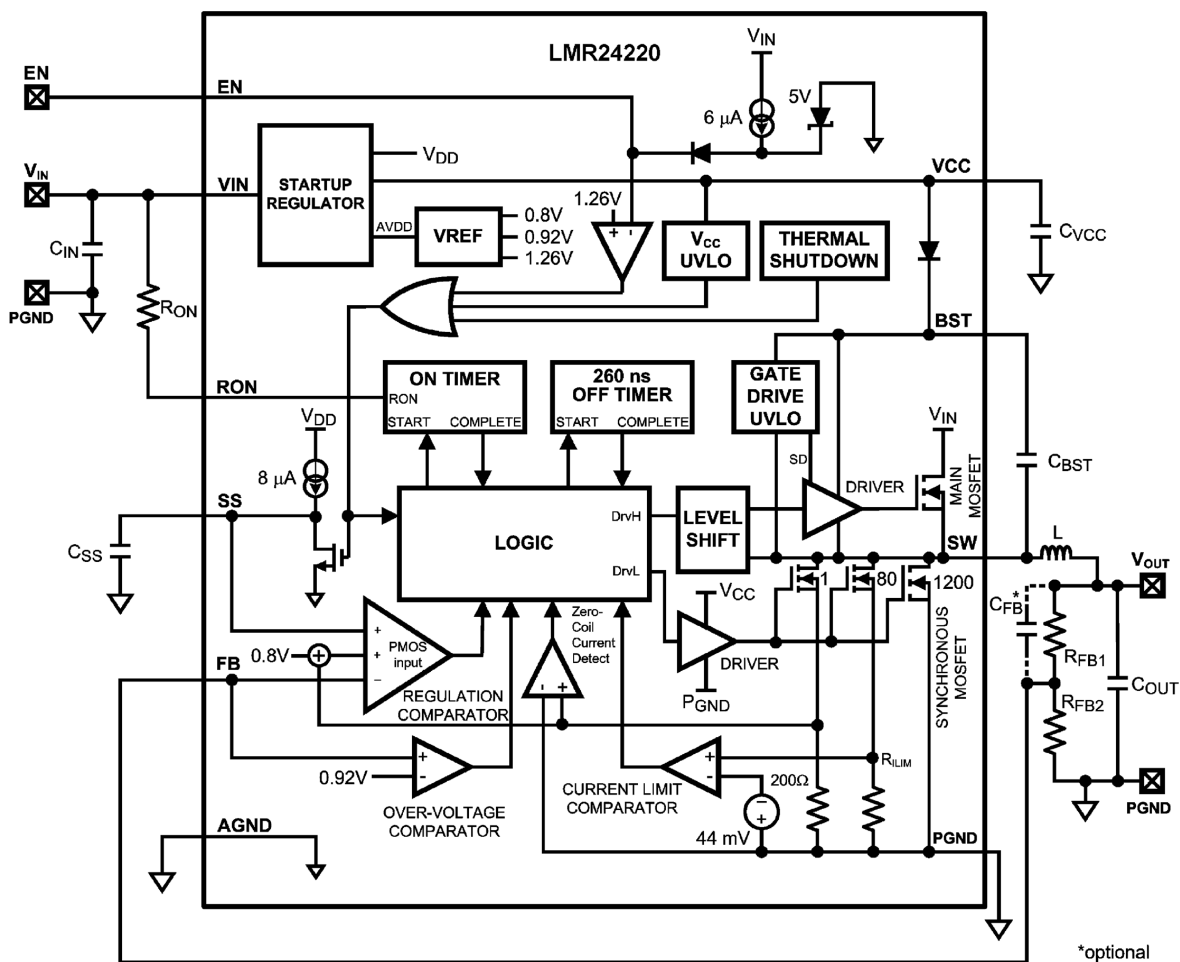 LMR24220
V_IN
EN
EN
6 µA
5V
V_IN
VIN
STARTUP
REGULATOR
V_DD
VCC
AVDD
VREF
0.8V
0.92V
1.26V
1.26V
+ -
V_CC
UVLO
THERMAL
SHUTDOWN
C_VCC
C_IN
PGND
R_ON
BST
RON
ON TIMER
RON
START COMPLETE
260 ns
OFF TIMER
START COMPLETE
GATE
DRIVE
UVLO
SD
V_IN
V_DD
8 µA
SS
C_SS
LOGIC
DrvH
DrvL
LEVEL
SHIFT
DRIVER
MAIN
MOSFET
C_BST
SW
L
V_OUT
1
80
1200
SYNCHRONOUS
MOSFET
V_CC
DRIVER
P_GND
Zero-
Coil
Current
Detect
- +
+
0.8V
+
+
-
PMOS
input
REGULATION
COMPARATOR
FB
C_FB*
R_FB1
R_FB2
C_OUT
PGND
0.92V
+
-
OVER-VOLTAGE
COMPARATOR
+
-
CURRENT LIMIT
COMPARATOR
R_ILIM
200Ω
-
+
44 mV
PGND
AGND
*optional